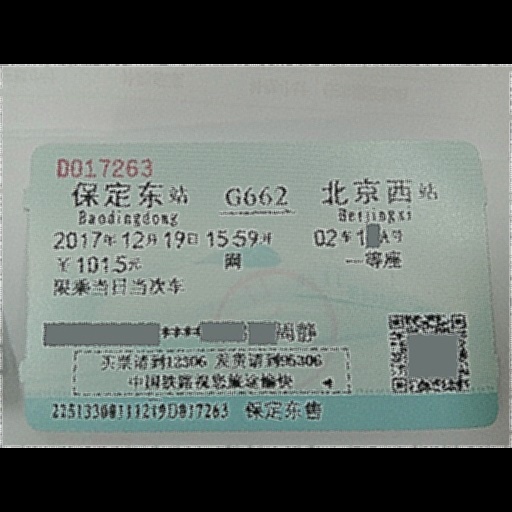 D017263
保定东站 G662 北京西站
Baodingdong Beijingxi
2017年12月19日 15:59开 02车1 A号
￥101.5元 网 一等座
限乘当日当次车
**** 周静
买票请到12306 发货请到95306
中国铁路祝您旅途愉快
22513300111219D017263 保定东售